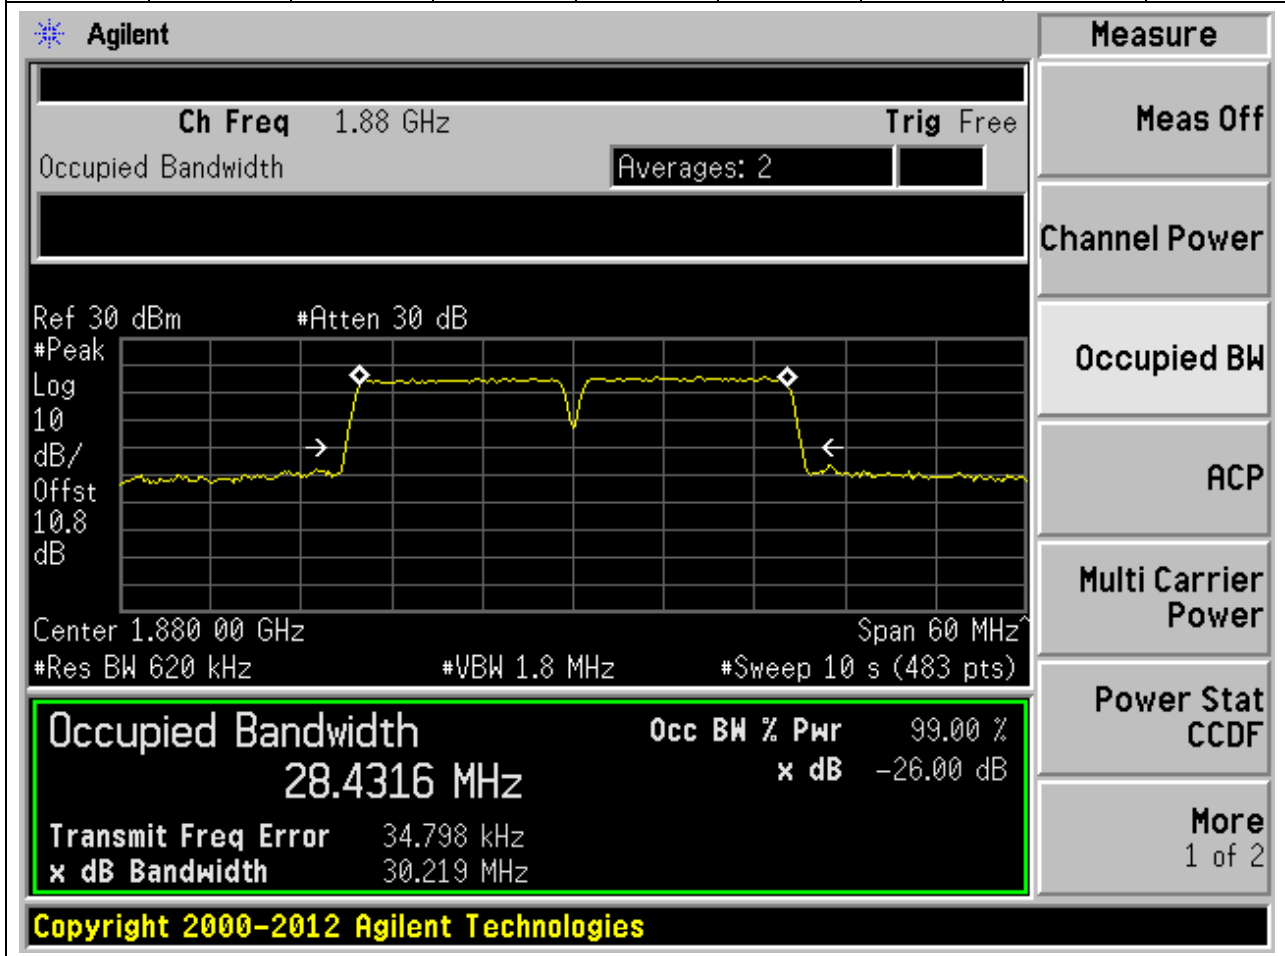 Agilent
Measure
Ch Freq 1.88 GHz Trig Free
Occupied Bandwidth Averages: 2
Meas Off
Channel Power
Occupied BW
ACP
Multi Carrier
Power
Power Stat
CCDF
More
1 of 2
Ref 30 dBm #Atten 30 dB
#Peak
Log
10
dB/
Offst
10.8
dB
Center 1.880 00 GHz Span 60 MHz^
#Res BW 620 kHz #VBW 1.8 MHz #Sweep 10 s (483 pts)
Occupied Bandwidth Occ BW % Pwr 99.00 %
28.4316 MHz x dB -26.00 dB
Transmit Freq Error 34.798 kHz
x dB Bandwidth 30.219 MHz
Copyright 2000-2012 Agilent Technologies